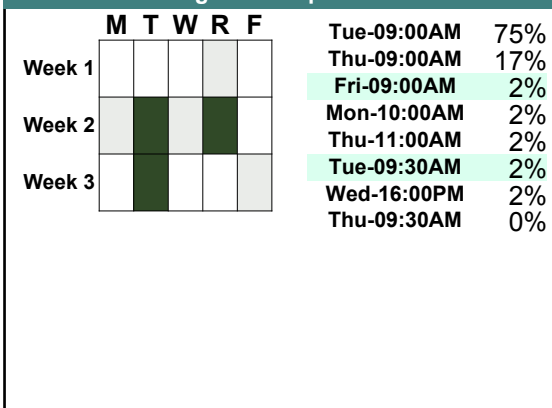 M T W R F
Week 1
Week 2
Week 3
Tue-09:00AM 75%
Thu-09:00AM 17%
Fri-09:00AM 2%
Mon-10:00AM 2%
Thu-11:00AM 2%
Tue-09:30AM 2%
Wed-16:00PM 2%
Thu-09:30AM 0%